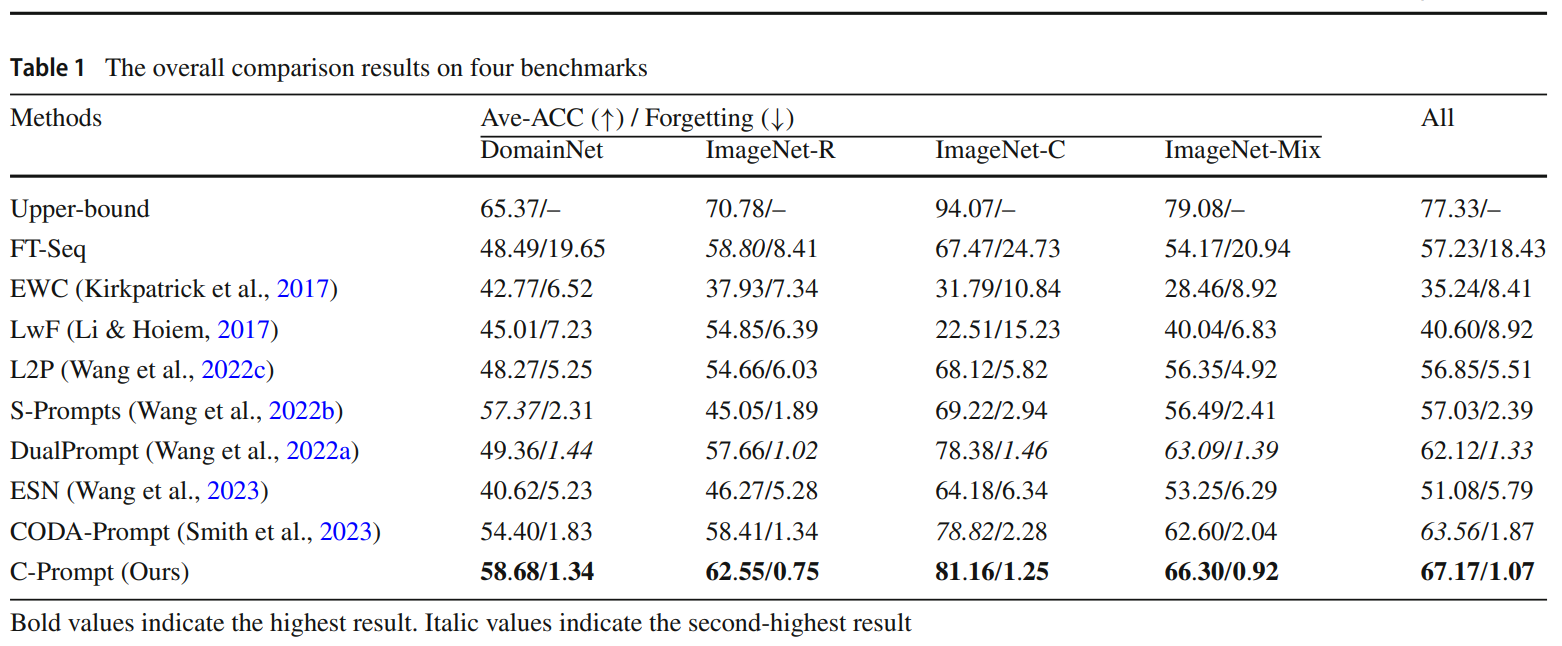 Table 1 The overall comparison results on four benchmarks
Methods Ave-ACC (↑) / Forgetting (↓) All
DomainNet ImageNet-R ImageNet-C ImageNet-Mix
Upper-bound 65.37/– 70.78/– 94.07/– 79.08/– 77.33/–
FT-Seq 48.49/19.65 58.80/8.41 67.47/24.73 54.17/20.94 57.23/18.43
EWC (Kirkpatrick et al., 2017) 42.77/6.52 37.93/7.34 31.79/10.84 28.46/8.92 35.24/8.41
LwF (Li & Hoiem, 2017) 45.01/7.23 54.85/6.39 22.51/15.23 40.04/6.83 40.60/8.92
L2P (Wang et al., 2022c) 48.27/5.25 54.66/6.03 68.12/5.82 56.35/4.92 56.85/5.51
S-Prompts (Wang et al., 2022b) 57.37/2.31 45.05/1.89 69.22/2.94 56.49/2.41 57.03/2.39
DualPrompt (Wang et al., 2022a) 49.36/1.44 57.66/1.02 78.38/1.46 63.09/1.39 62.12/1.33
ESN (Wang et al., 2023) 40.62/5.23 46.27/5.28 64.18/6.34 53.25/6.29 51.08/5.79
CODA-Prompt (Smith et al., 2023) 54.40/1.83 58.41/1.34 78.82/2.28 62.60/2.04 63.56/1.87
C-Prompt (Ours) 58.68/1.34 62.55/0.75 81.16/1.25 66.30/0.92 67.17/1.07
Bold values indicate the highest result. Italic values indicate the second-highest result